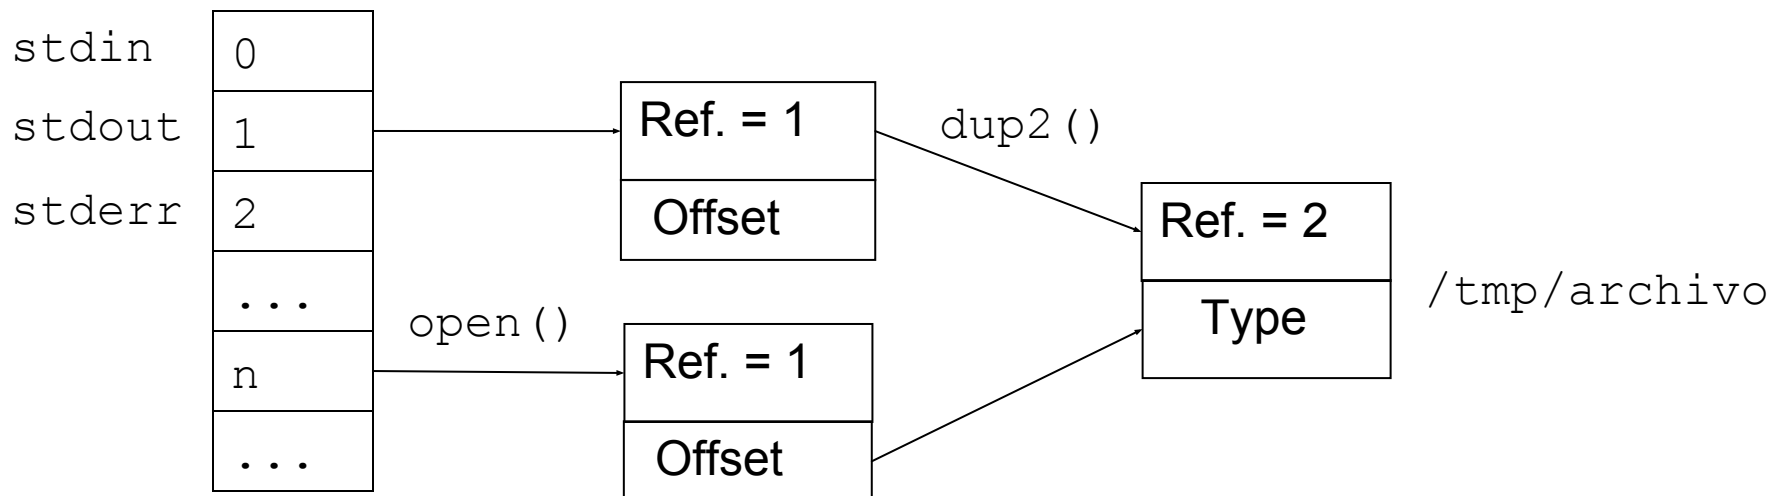 stdin
0
stdout
1
Ref. = 1
dup2()
stderr
2
Offset
Ref. = 2
...
open()
Type
/tmp/archivo
n
Ref. = 1
...
Offset